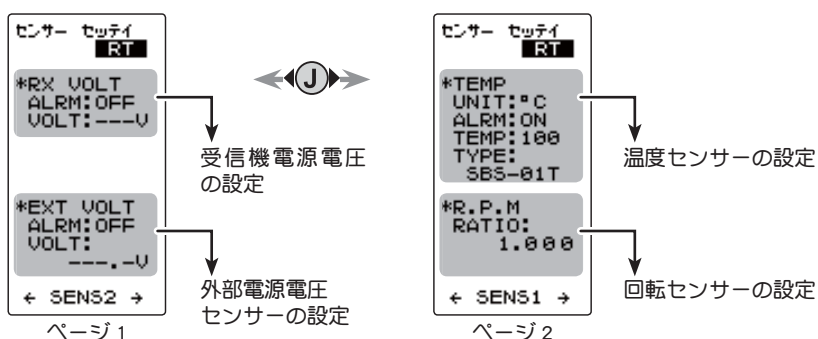 センサー セッテイ
RT
*RX VOLT
ALRM:OFF
VOLT:---V
*EXT VOLT
ALRM:OFF
VOLT:
---.-V
← SENS2 →
ページ 1
受信機電源電圧
の設定
外部電源電圧
センサーの設定
J
センサー セッテイ
RT
*TEMP
UNIT:°C
ALRM:ON
TEMP:100
TYPE:
SBS-01T
*R.P.M
RATIO:
1.000
← SENS1 →
ページ 2
温度センサーの設定
回転センサーの設定